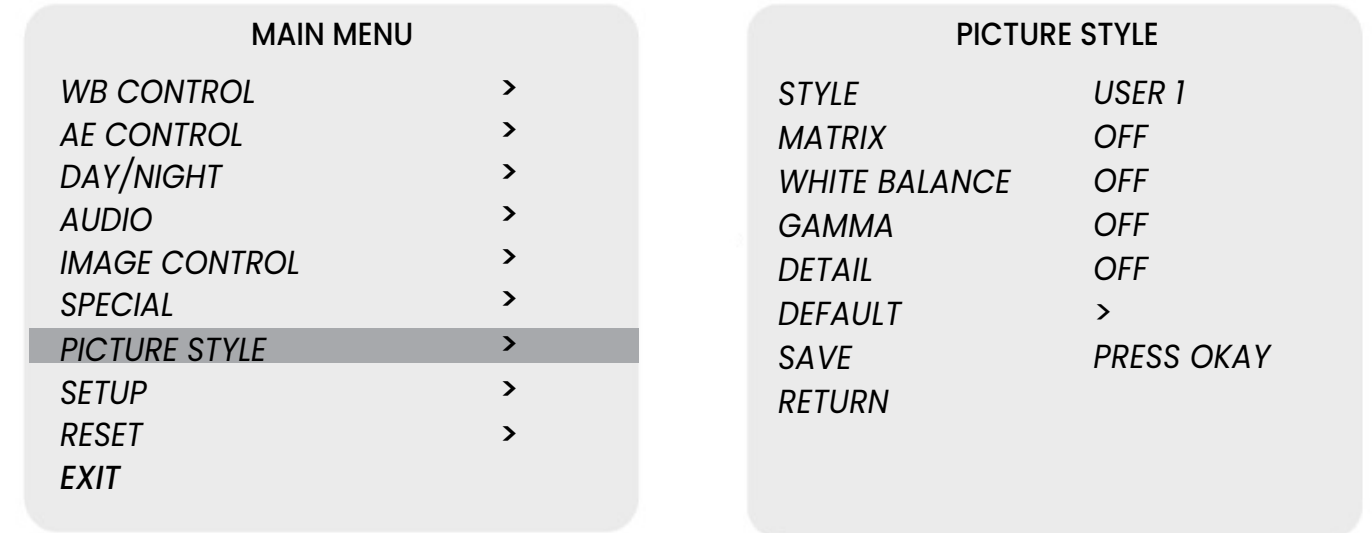 MAIN MENU
WB CONTROL >
AE CONTROL >
DAY/NIGHT >
AUDIO >
IMAGE CONTROL >
SPECIAL >
PICTURE STYLE >
SETUP >
RESET >
EXIT
PICTURE STYLE
STYLE USER 1
MATRIX OFF
WHITE BALANCE OFF
GAMMA OFF
DETAIL OFF
DEFAULT >
SAVE PRESS OKAY
RETURN